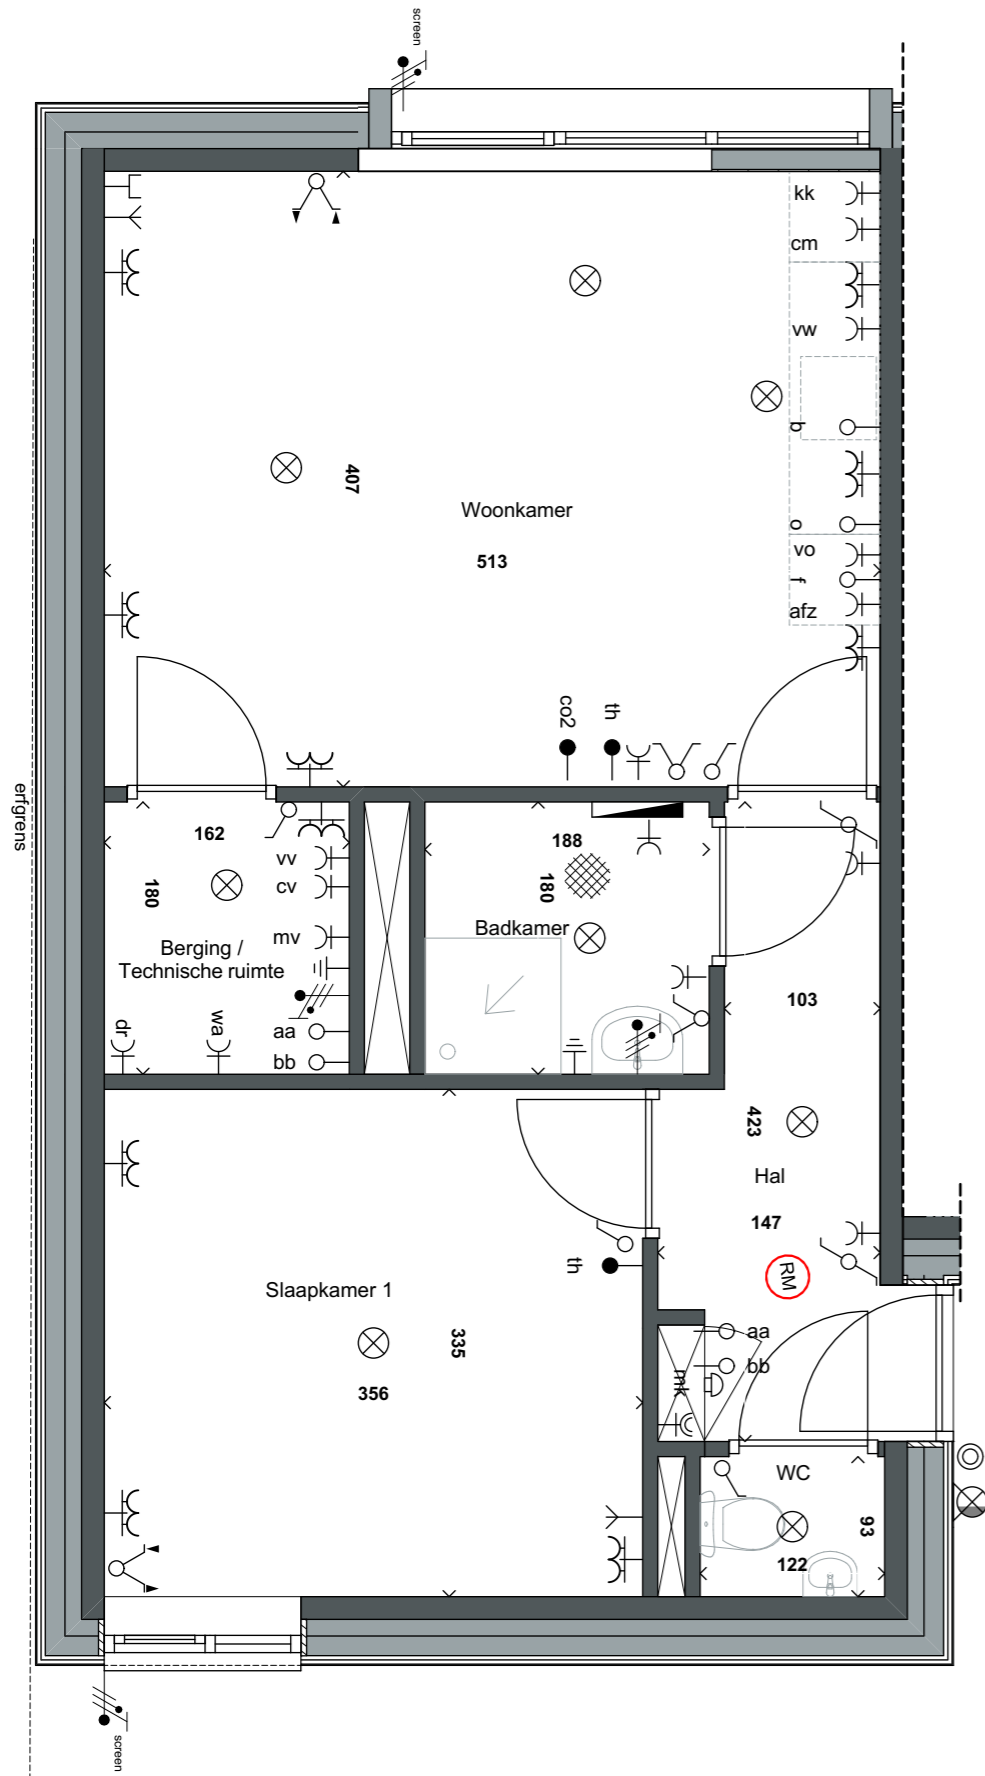 screen
kk
cm
vw
b
407
Woonkamer
513
o
vo
f
afz
co2
th
erfgrens
162
188
vv
cv
180
180
Badkamer
mv
Berging /
Technische ruimte
103
dr
wa
aa
bb
423
Hal
147
th
RM
Slaapkamer 1
335
356
aa
bb
mk
WC
93
122
screen